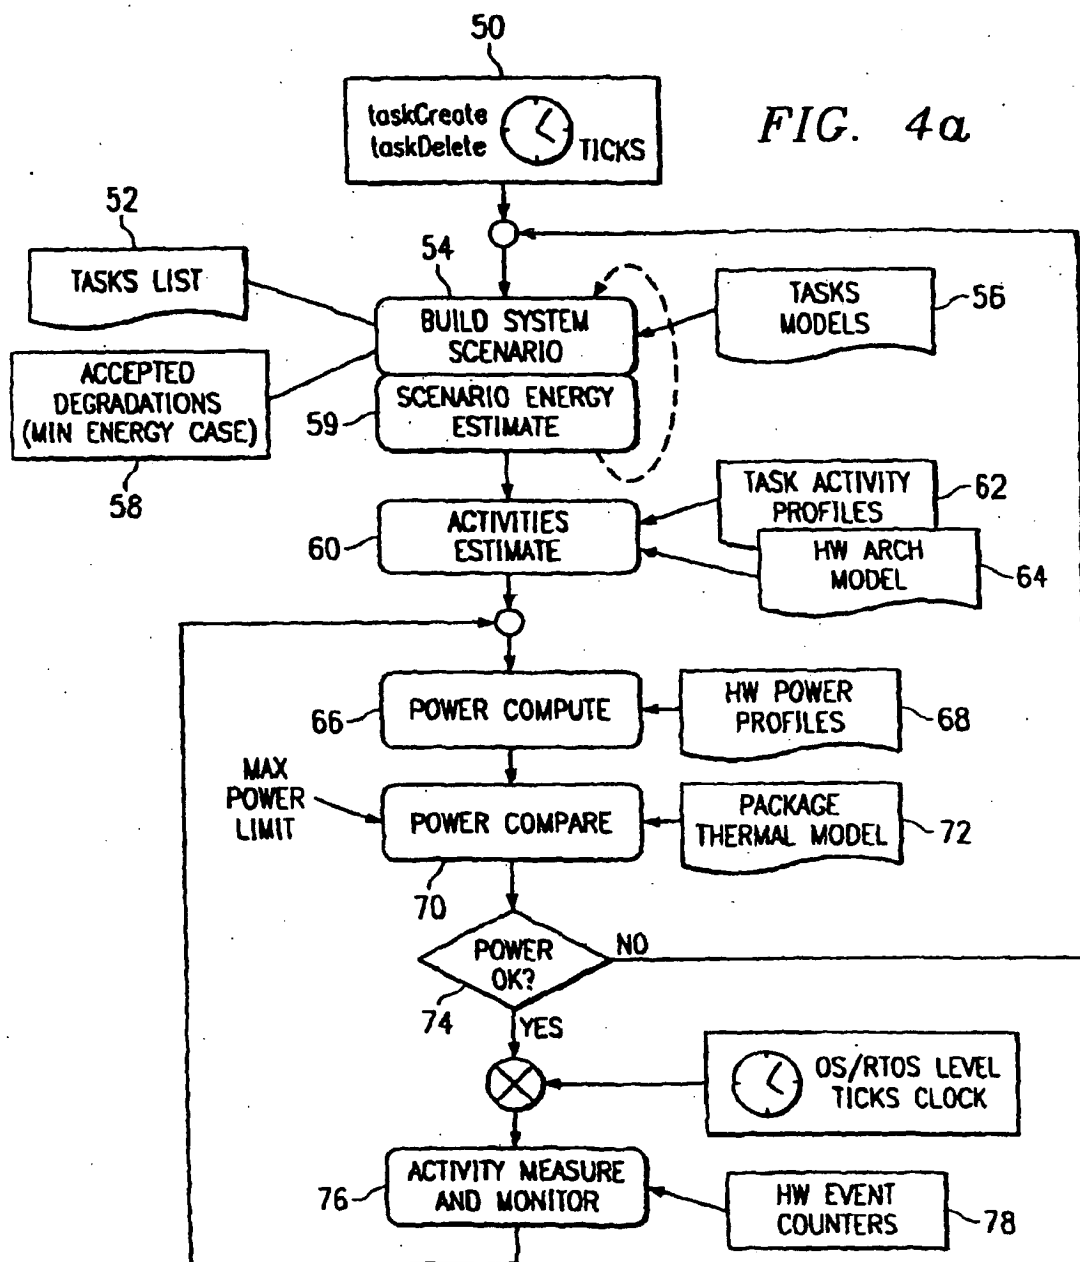 50
taskCreate
taskDelete
TICKS
FIG. 4a
52
TASKS LIST
54
BUILD SYSTEM
SCENARIO
TASKS
MODELS
56
ACCEPTED
DEGRADATIONS
(MIN ENERGY CASE)
58
59
SCENARIO ENERGY
ESTIMATE
60
ACTIVITIES
ESTIMATE
TASK ACTIVITY
PROFILES
62
HW ARCH
MODEL
64
66
POWER COMPUTE
HW POWER
PROFILES
68
MAX
POWER
LIMIT
POWER COMPARE
70
PACKAGE
THERMAL MODEL
72
POWER
OK?
NO
74
YES
OS/RTOS LEVEL
TICKS CLOCK
76
ACTIVITY MEASURE
AND MONITOR
HW EVENT
COUNTERS
78